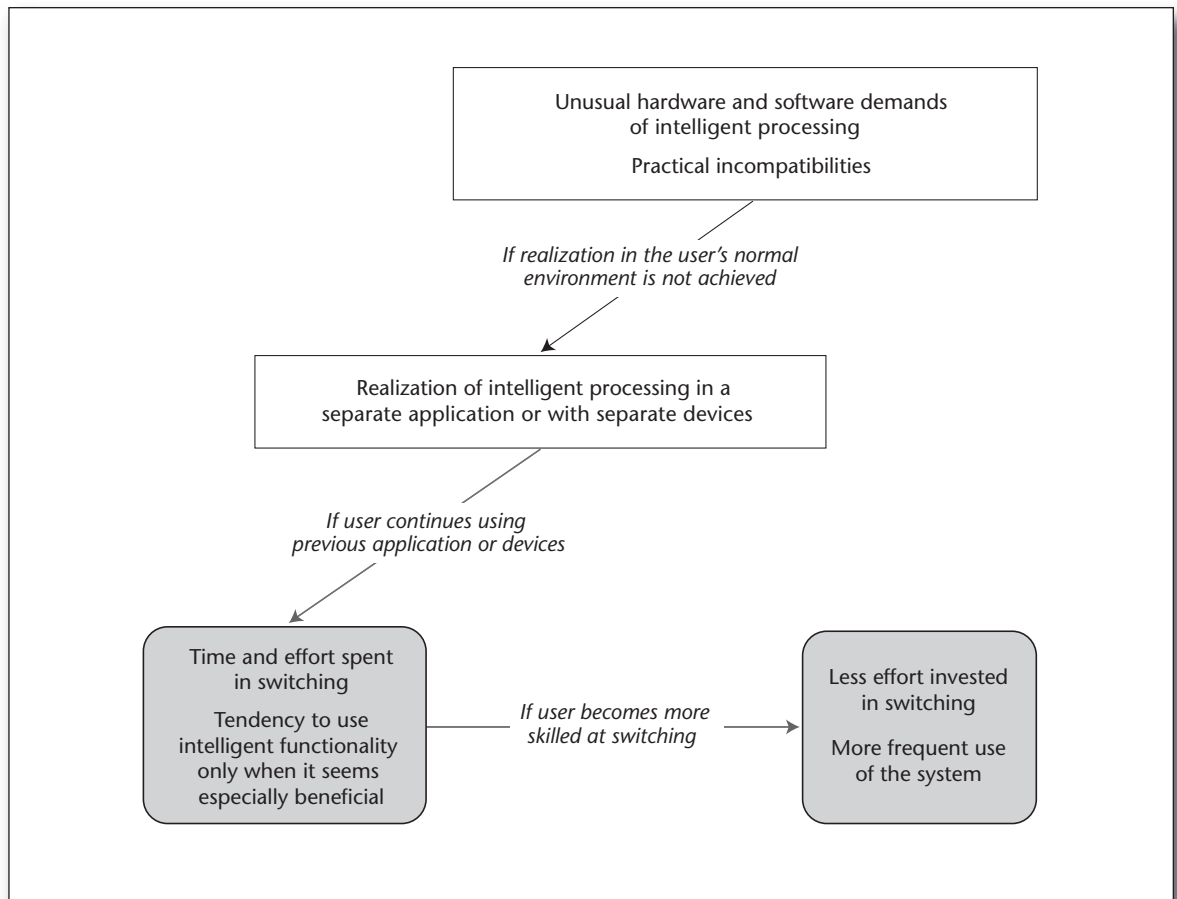 Unusual hardware and software demands
of intelligent processing
Practical incompatibilities
If realization in the user’s normal
environment is not achieved
Realization of intelligent processing in a
separate application or with separate devices
If user continues using
previous application or devices
Time and effort spent
in switching
Tendency to use
intelligent functionality
only when it seems
especially beneficial
If user becomes more
skilled at switching
Less effort invested
in switching
More frequent use
of the system